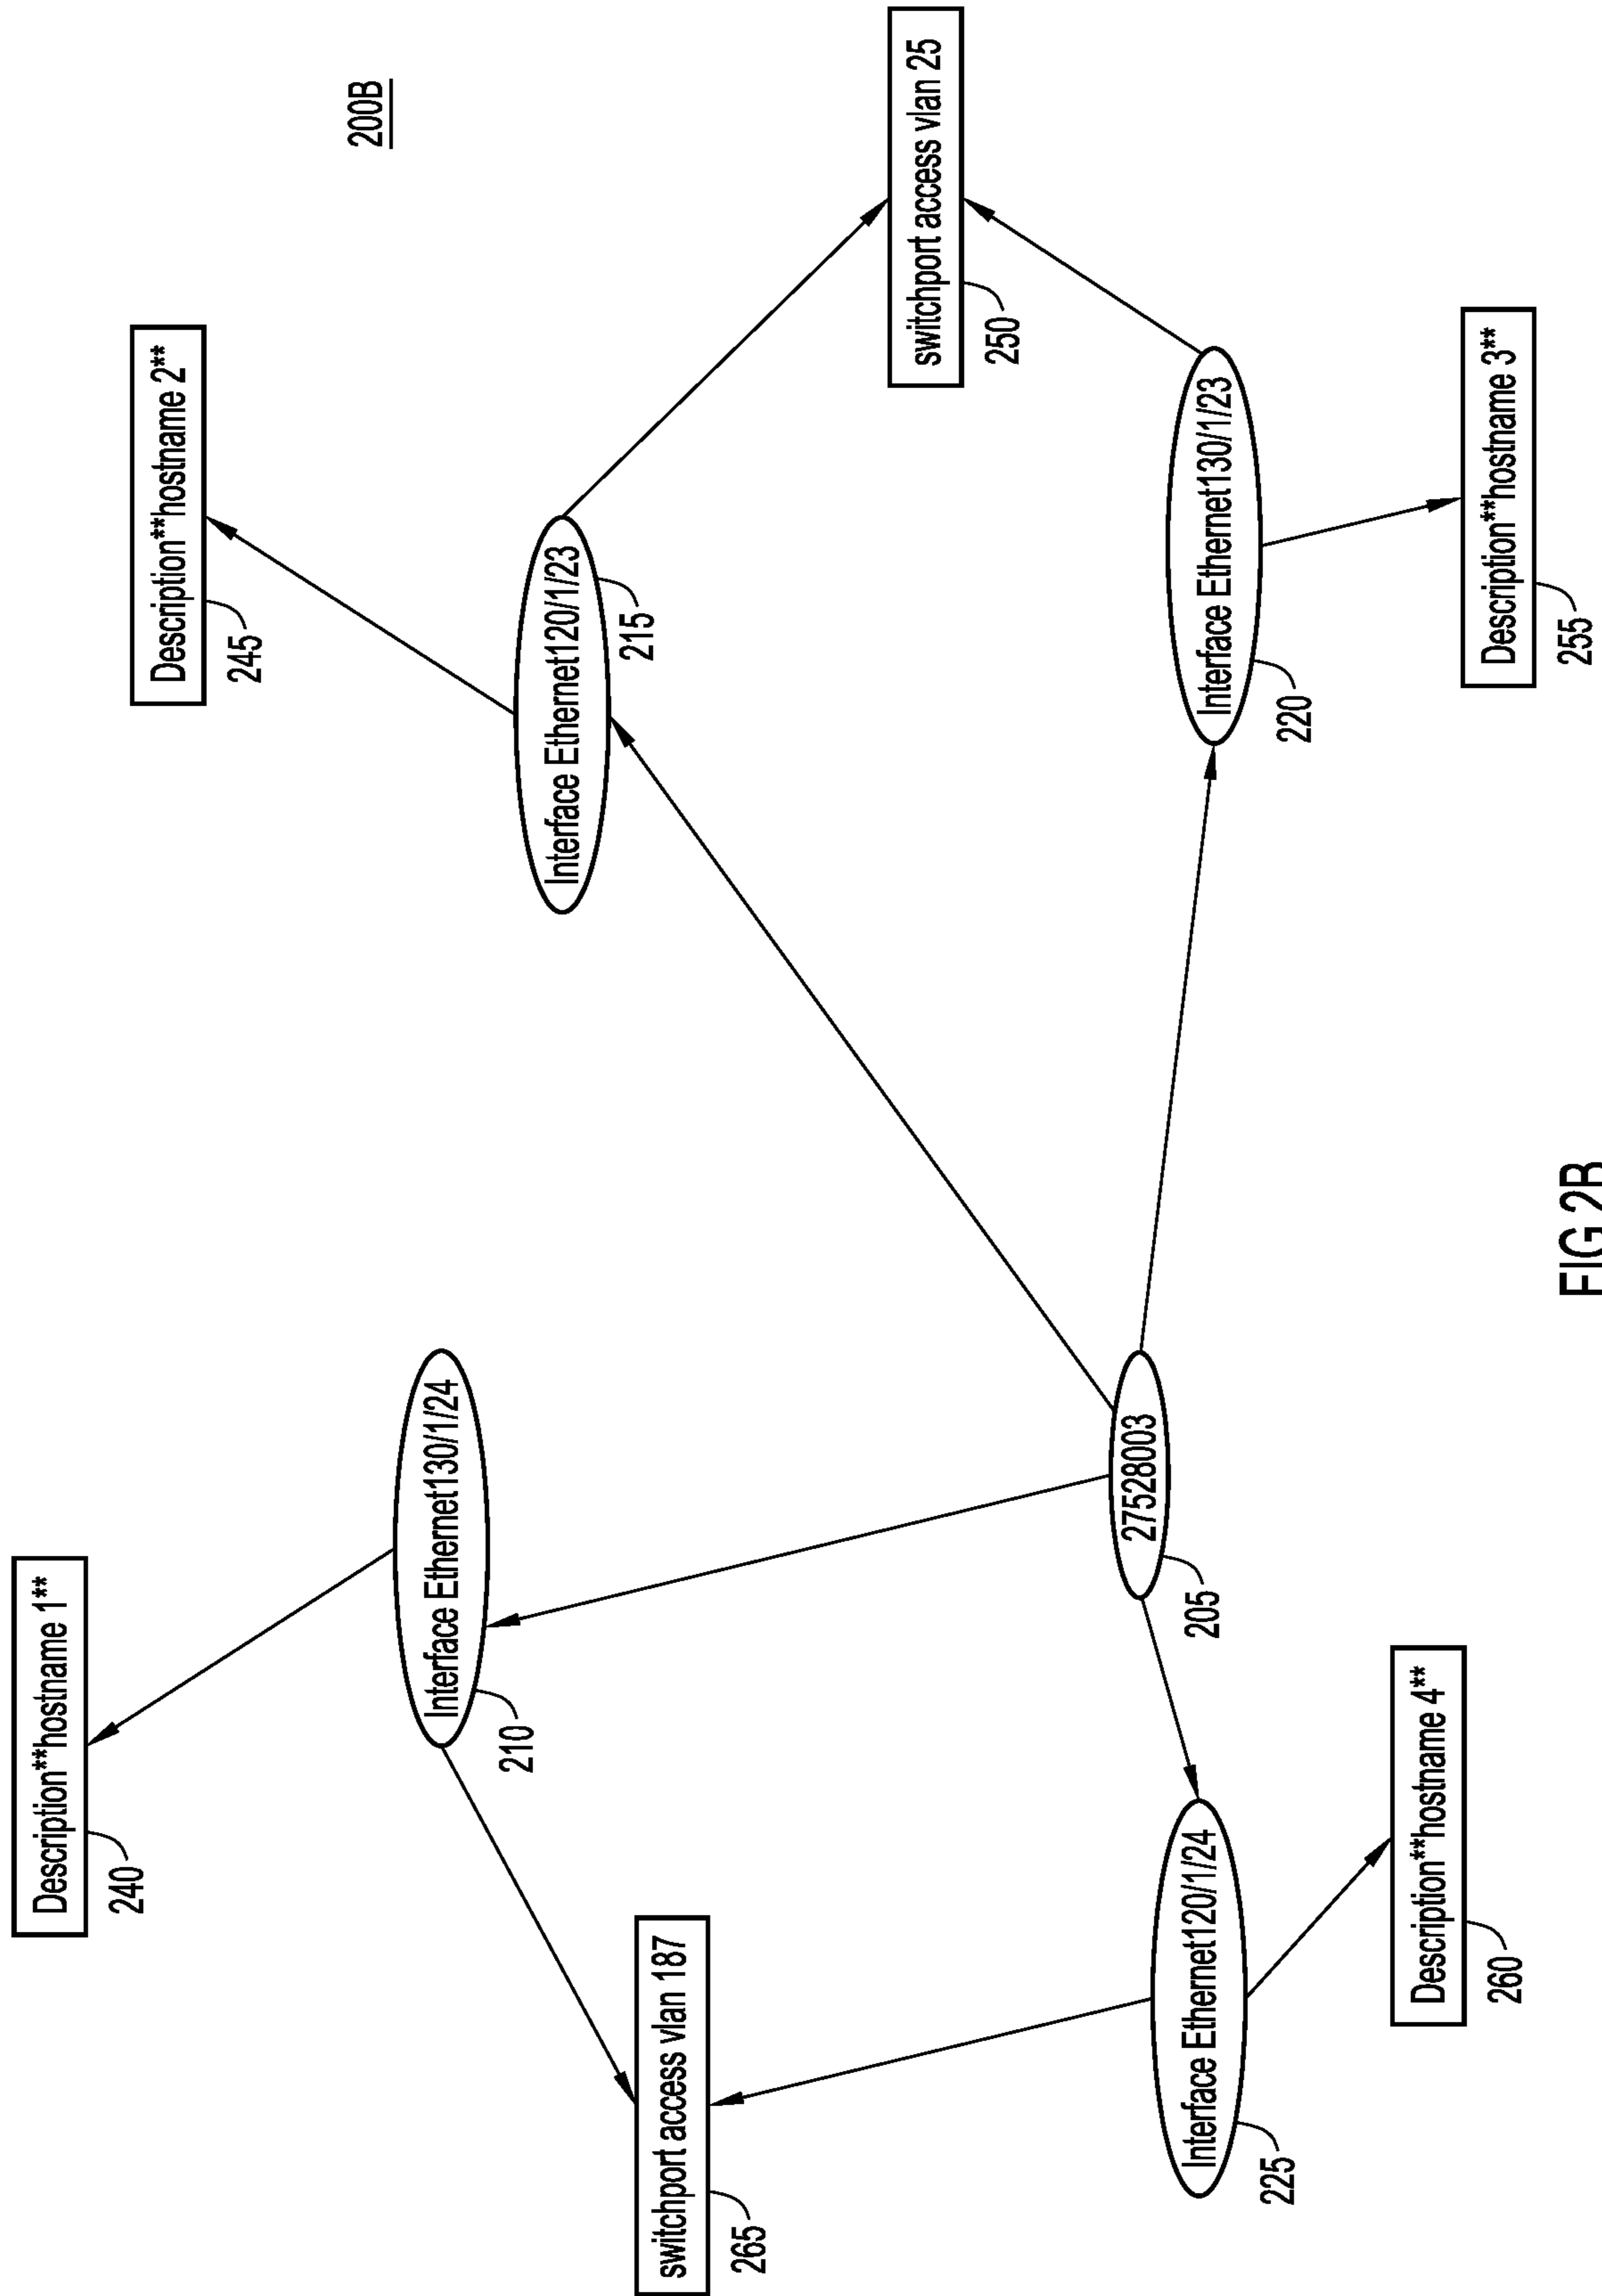 200B
Description**hostname 1**
240
Description**hostname 2**
245
Interface Ethernet130/1/24
210
Interface Ethernet120/1/23
215
switchport access vlan 187
265
switchport access vlan 25
250
27528003
205
Interface Ethernet120/1/24
225
Interface Ethernet130/1/23
220
Description**hostname 4**
260
Description**hostname 3**
255
FIG.2B